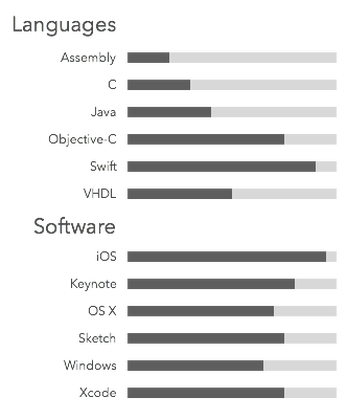 Languages
Assembly
C
Java
Objective-C
Swift
VHDL
Software
iOS
Keynote
OS X
Sketch
Windows
Xcode